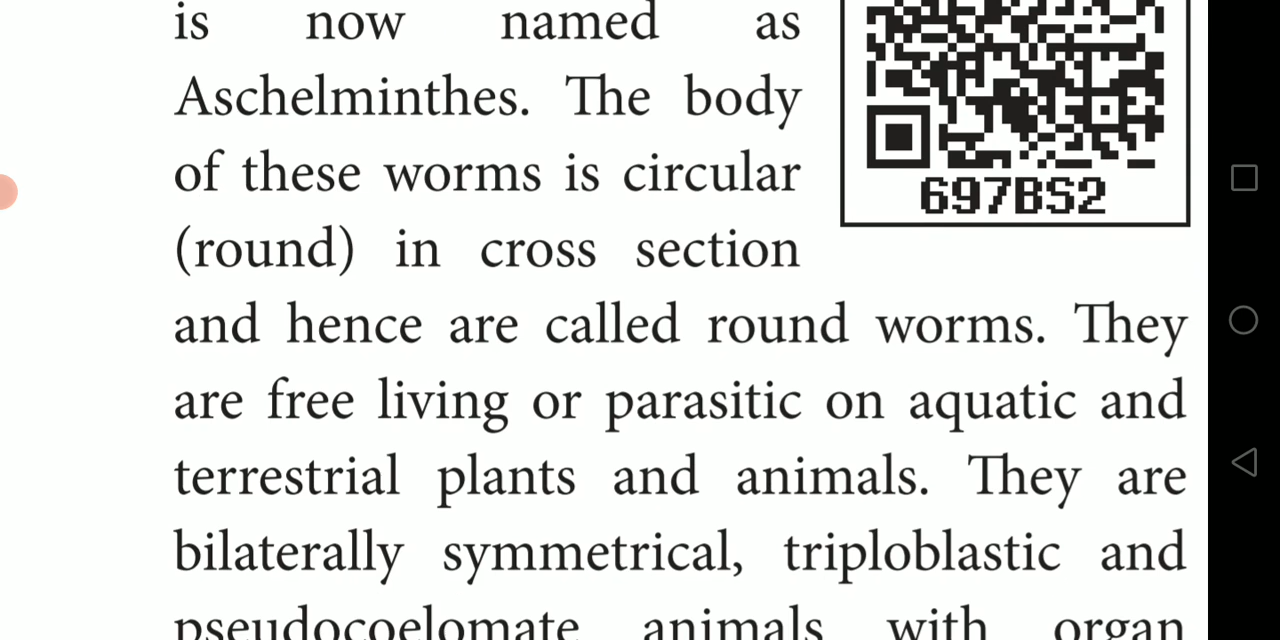 is now named as
Aschelminthes. The body
of these worms is circular
697BS2
(round) in cross section
and hence are called round worms. They
are free living or parasitic on aquatic and
terrestrial plants and animals. They are
bilaterally symmetrical, triploblastic and
pseudocoelomate animals with organ